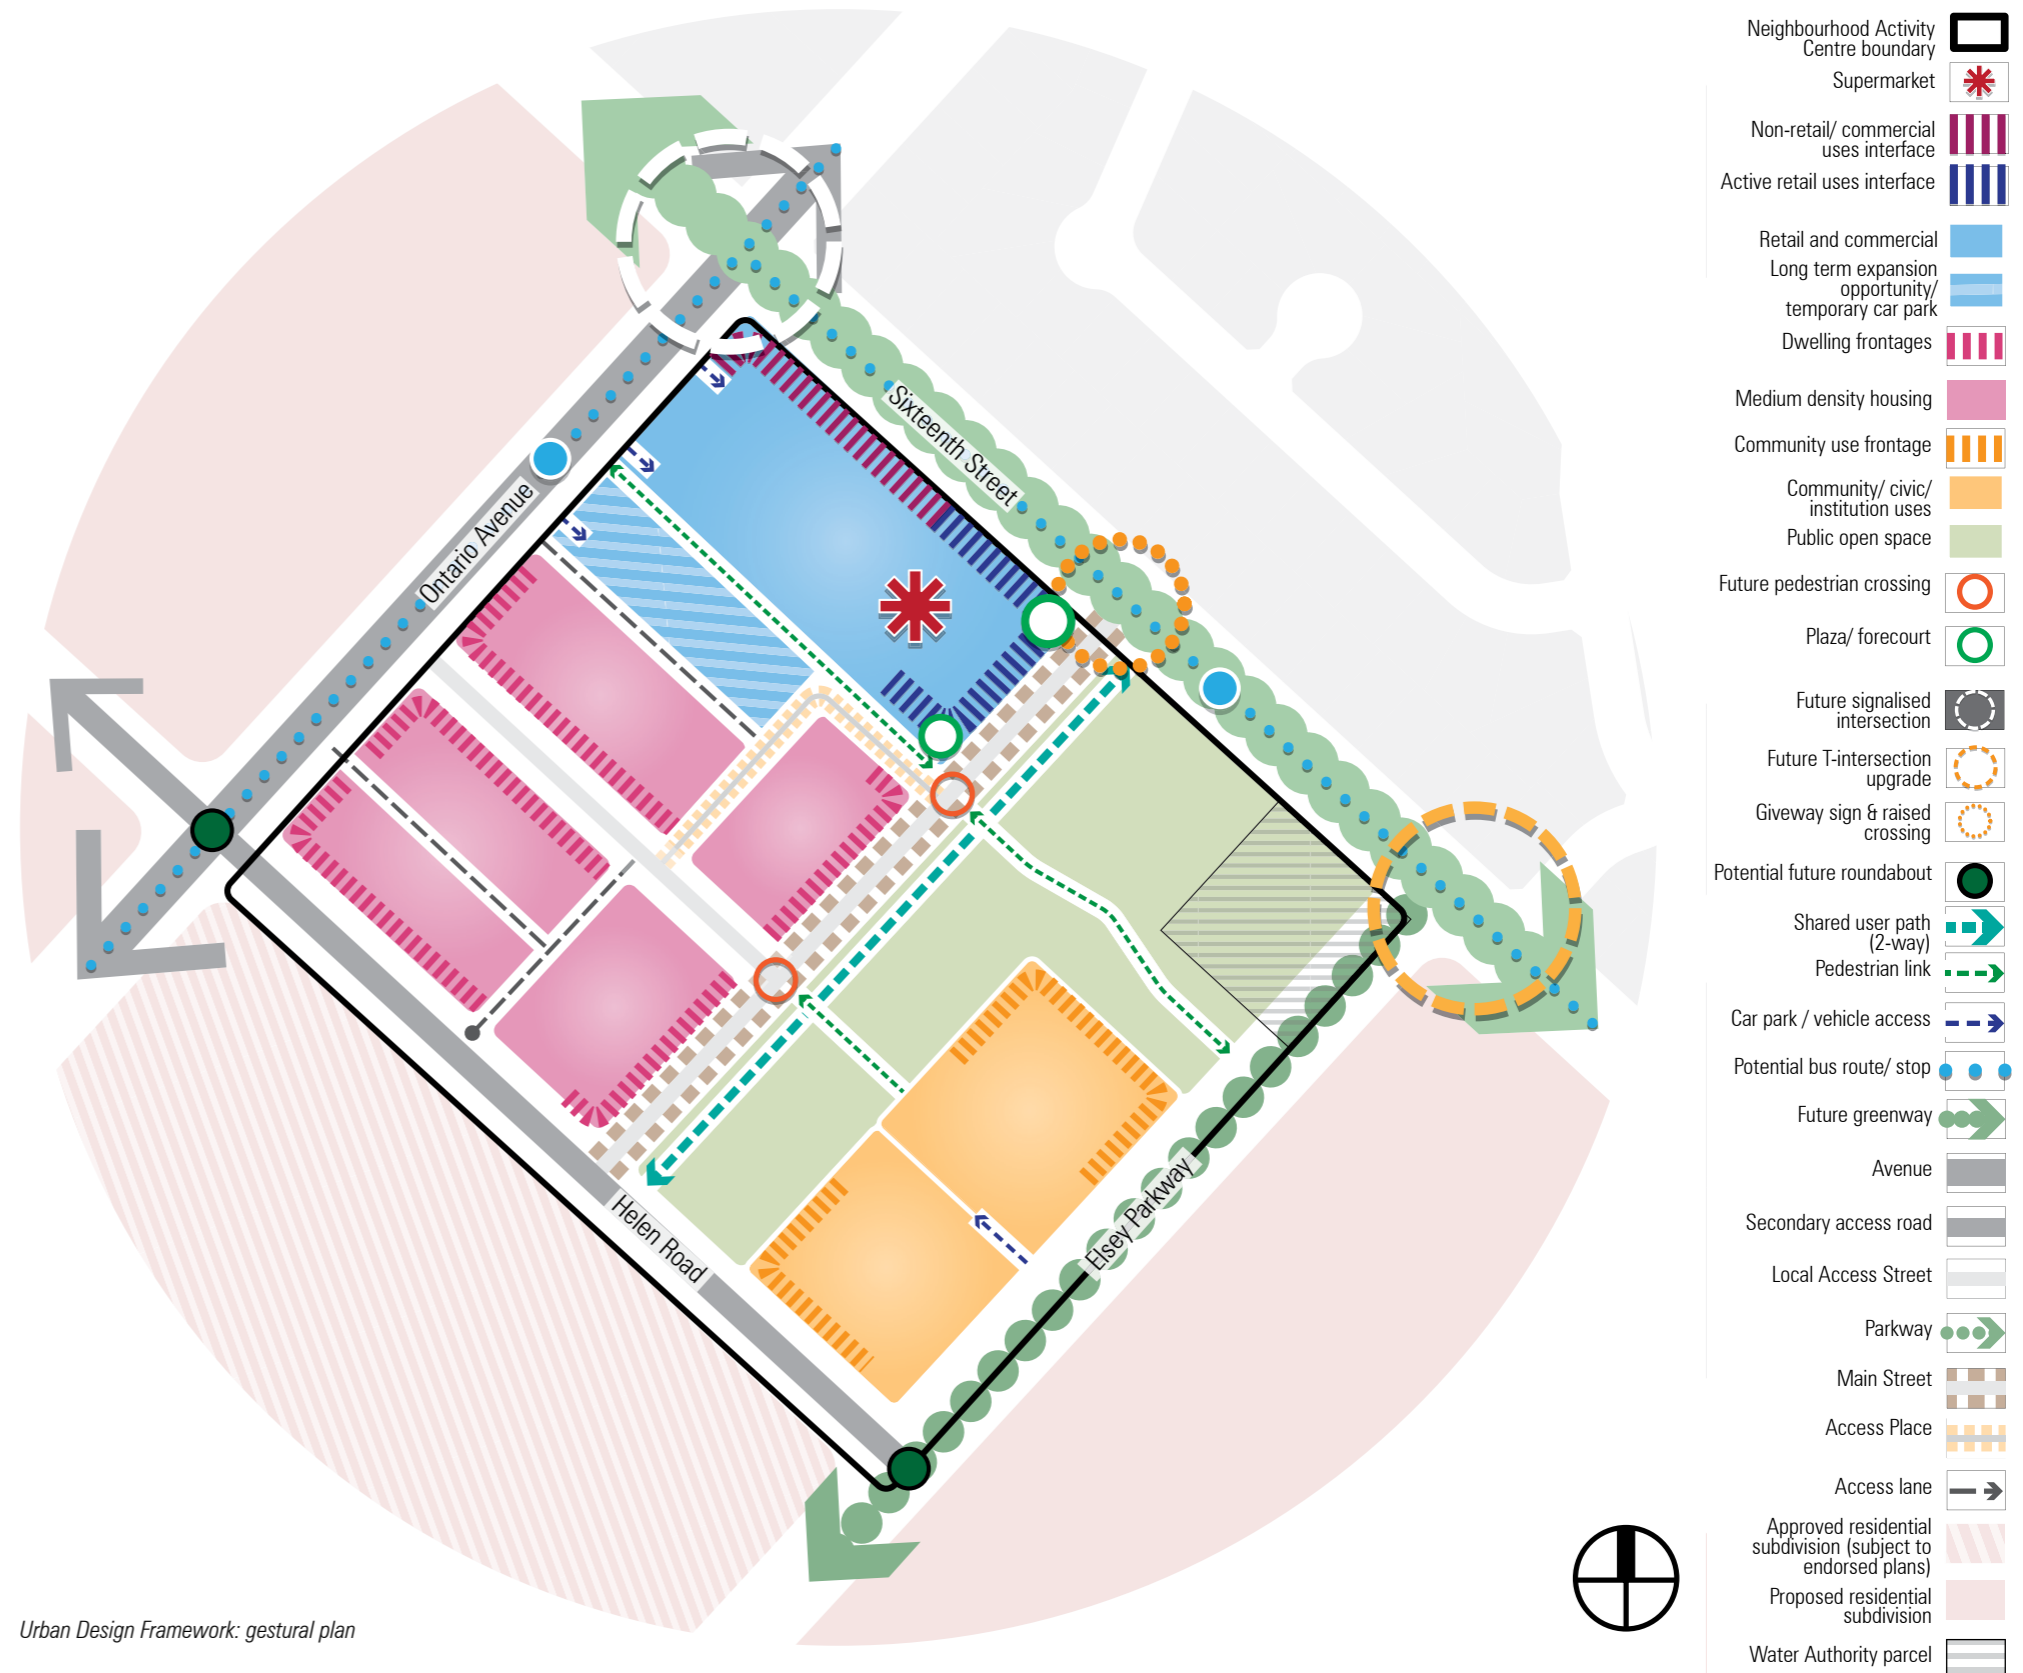 Neighbourhood Activity
Centre boundary
Supermarket
Non-retail/ commercial
uses interface
Active retail uses interface
Retail and commercial
Long term expansion
opportunity/
temporary car park
Dwelling frontages
Medium density housing
Community use frontage
Community/ civic/
institution uses
Public open space
Future pedestrian crossing
Plaza/ forecourt
Future signalised
intersection
Future T-intersection
upgrade
Giveway sign & raised
crossing
Potential future roundabout
Shared user path
(2-way)
Pedestrian link
Car park / vehicle access
Potential bus route/ stop
Future greenway
Avenue
Secondary access road
Local Access Street
Parkway
Main Street
Access Place
Access lane
Approved residential
subdivision (subject to
endorsed plans)
Proposed residential
subdivision
Water Authority parcel
Sixteenth Street
Ontario Avenue
Helen Road
Elsey Parkway
Urban Design Framework: gestural plan